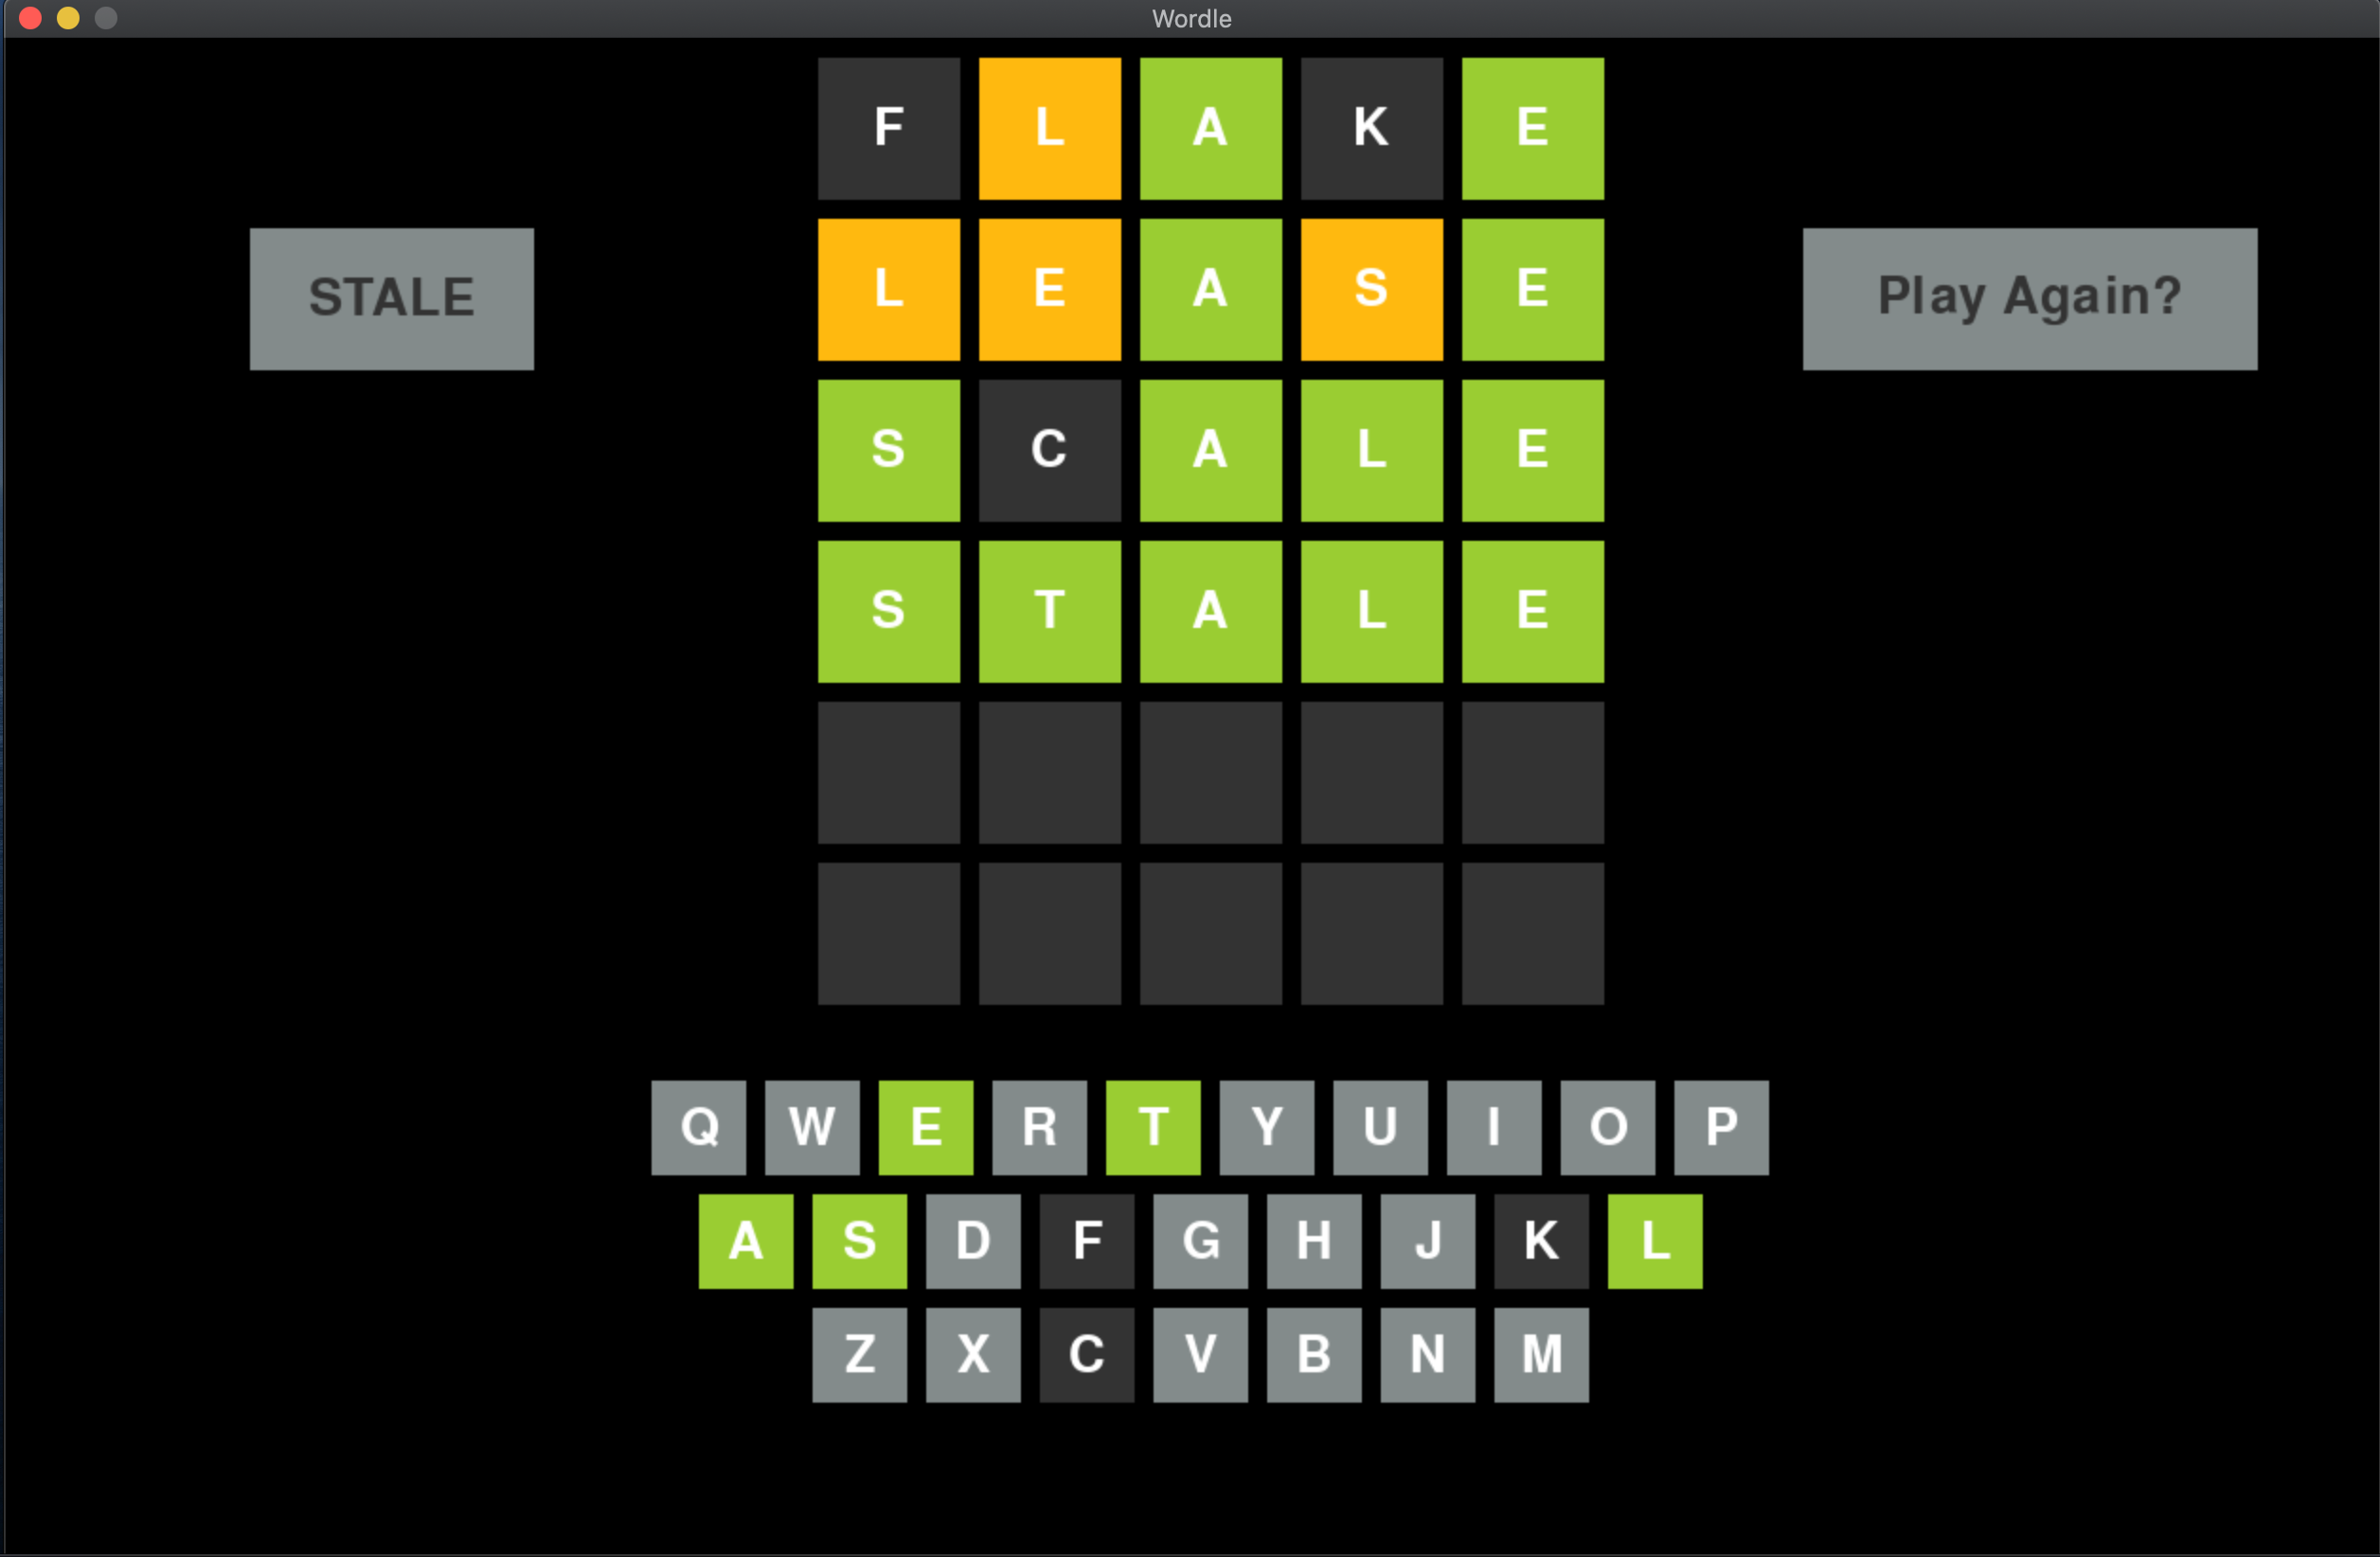 Wordle
F L A K E
STALE
L E A S E
Play Again?
S C A L E
S T A L E
Q W E R T Y U I O P
A S D F G H J K L
Z X C V B N M